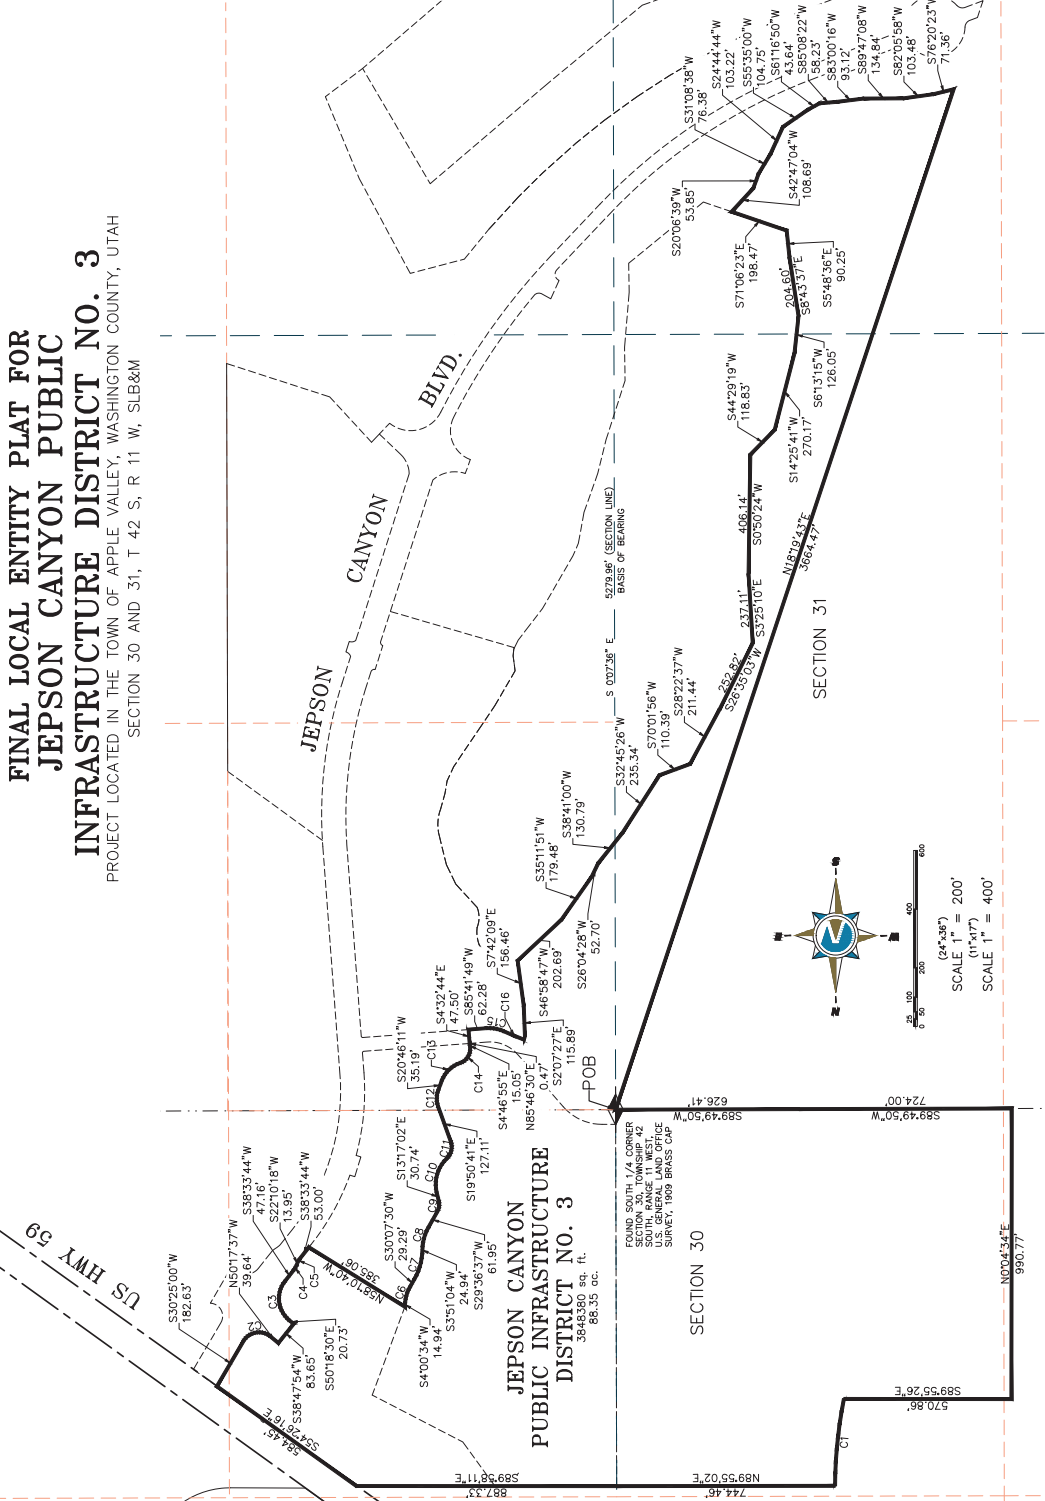 FINAL LOCAL ENTITY PLAT FOR
JEPSON CANYON PUBLIC
INFRASTRUCTURE DISTRICT NO. 3
PROJECT LOCATED IN THE TOWN OF APPLE VALLEY, WASHINGTON COUNTY, UTAH
SECTION 30 AND 31, T 42 S, R 11 W, SLB&M
US HWY 59
JEPSON
CANYON
BLVD.
S30°25'00"W
182.63'
N50°17'37"W
39.64'
S38°33'44"W
47.16'
S22°10'18"W
13.95'
S38°33'44"W
53.00'
C2
C3
C4
C5
S38°47'54"W
83.65'
S50°18'30"E
20.73'
N58°10'40"W
385.06'
S54°26'16"E
584.45'
S4°00'34"W
14.94'
C6
C7
C8
C9
C10
C11
C12
C13
C14
C15
C16
S30°07'30"W
29.29'
S3°51'04"W
24.94'
S29°36'37"W
61.95'
S13°17'02"E
30.74'
S19°50'41"E
127.11'
S20°46'11"W
35.19'
S4°46'55"E
15.05'
N85°46'30"E
0.47'
S4°32'44"E
47.50'
S85°41'49"W
62.28'
S2°07'27"E
115.89'
S7°42'09"E
156.46'
S46°58'47"W
202.69'
S35°11'51"W
179.48'
S26°04'28"W
52.70'
S38°41'00"W
130.79'
S32°45'26"W
235.34'
S70°01'56"W
110.39'
S28°22'37"W
211.44'
252.82'
S26°35'03"W
237.11'
S3°25'10"E
406.14'
S0°50'24"W
S44°29'19"W
118.83'
S14°25'41"W
270.17'
S6°13'15"W
126.05'
204.60'
S8°43'37"E
S5°48'36"E
90.25'
S71°06'23"E
198.47'
S42°47'04"W
108.69'
S20°06'39"W
53.85'
S31°08'38"W
76.38'
S24°44'44"W
103.22'
S55°35'00"W
104.75'
S61°16'50"W
43.64'
S85°08'22"W
58.23'
S83°00'16"W
93.12'
S89°47'08"W
134.84'
S82°05'58"W
103.48'
S76°20'23"W
71.36'
N18°19'43"E
3664.47'
S 0°07'36" E
5279.96' (SECTION LINE)
BASIS OF BEARING
SECTION 31
POB
FOUND SOUTH 1/4 CORNER
SECTION 30, TOWNSHIP 42
SOUTH, RANGE 11 WEST,
U.S. GENERAL LAND OFFICE
SURVEY, 1909 BRASS CAP
626.41'
S89°49'50"W
724.00'
S89°49'50"W
N0°04'34"E
990.77'
S89°55'26"E
570.86'
C1
N89°55'02"E
744.46'
S89°58'11"E
887.33'
JEPSON CANYON
PUBLIC INFRASTRUCTURE
DISTRICT NO. 3
3848380 sq. ft.
88.35 ac.
SECTION 30
25
0
50
100
200
400
600
(24"x36")
SCALE 1" = 200'
(11"x17")
SCALE 1" = 400'